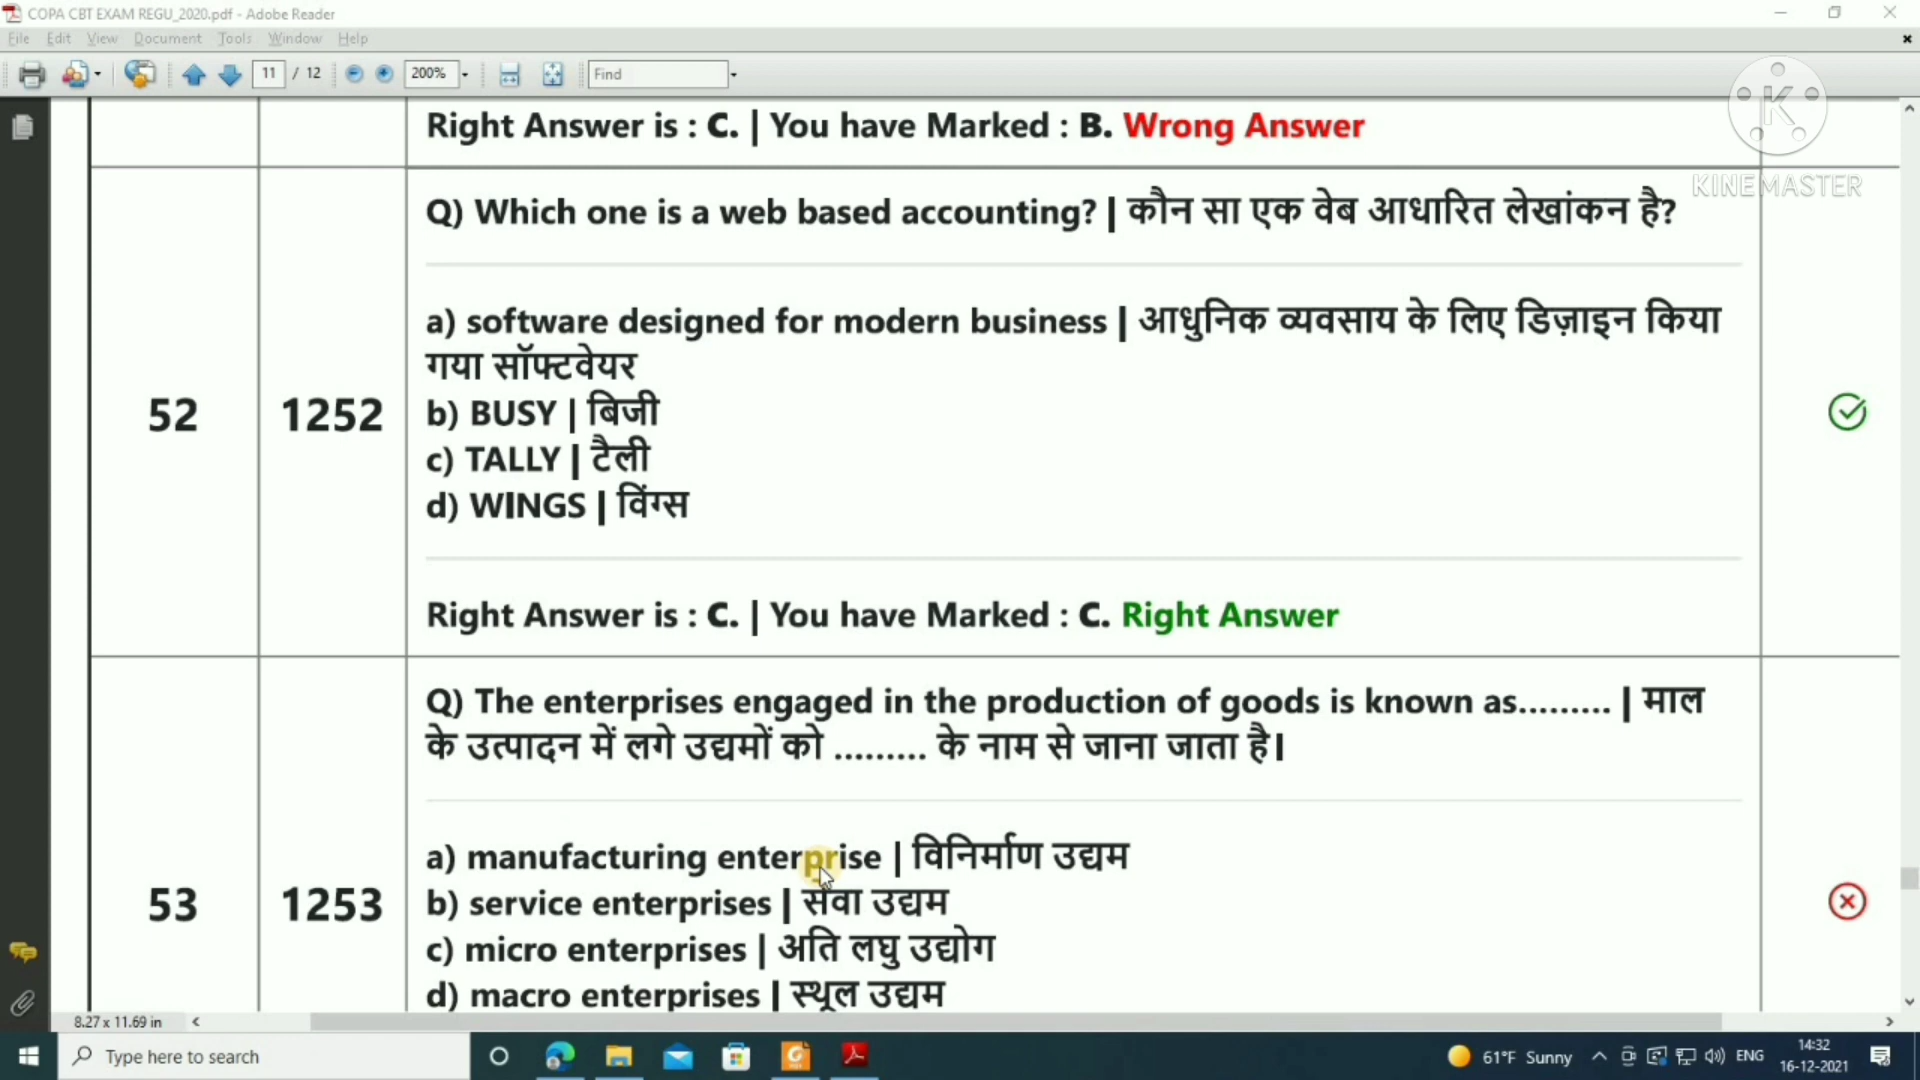 COPA CBT EXAM REGU_2020.pdf - Adobe Reader
File Edit View Document Tools Window Help
11 / 12 200% Find
Right Answer is : C. | You have Marked : B. Wrong Answer
KINEMASTER
Q) Which one is a web based accounting? | कौन सा एक वेब आधारित लेखांकन है?
a) software designed for modern business | आधुनिक व्यवसाय के लिए डिज़ाइन किया
गया सॉफ्टवेयर
52 1252 b) BUSY | बिजी
c) TALLY | टैली
d) WINGS | विंग्स
Right Answer is : C. | You have Marked : C. Right Answer
Q) The enterprises engaged in the production of goods is known as......... | माल
के उत्पादन में लगे उद्यमों को ......... के नाम से जाना जाता है।
a) manufacturing enterprise | विनिर्माण उद्यम
53 1253 b) service enterprises | सेवा उद्यम
c) micro enterprises | अति लघु उद्योग
d) macro enterprises | स्थूल उद्यम
8.27 x 11.69 in
Type here to search 61°F Sunny ENG 14:32
16-12-2021